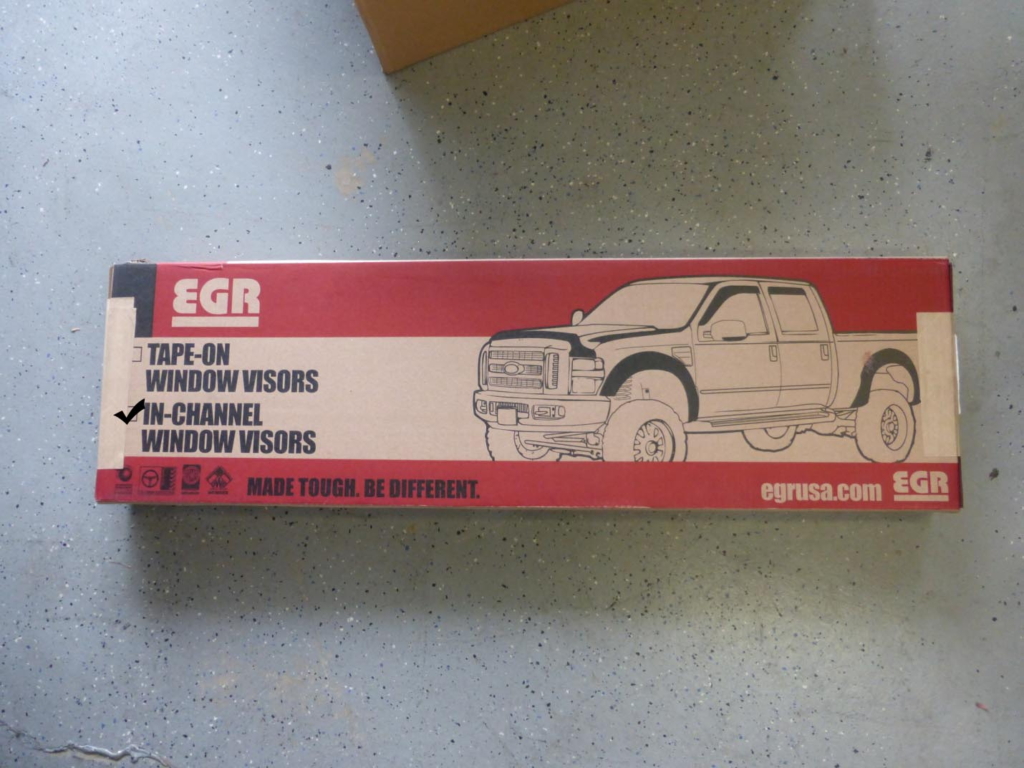 EGR
TAPE-ON
WINDOW VISORS
IN-CHANNEL
WINDOW VISORS
MADE TOUGH. BE DIFFERENT.
egrusa.com EGR